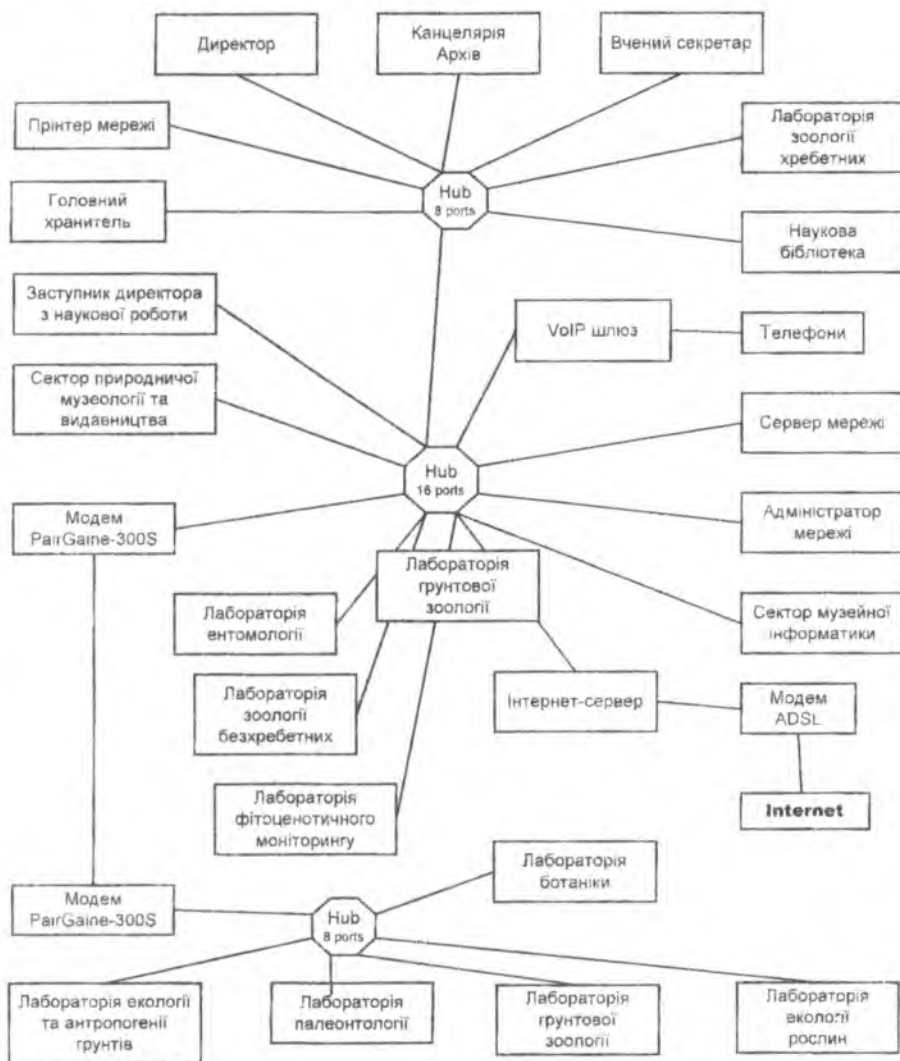 Директор
Канцелярія
Архів
Вчений секретар
Прінтер мережі
Лабораторія
зоології
хребетних
Hub
8 ports
Головний
хранитель
Наукова
бібліотека
Заступник директора
з наукової роботи
VoIP шлюз
Телефони
Сектор природничої
музеології та
видавництва
Сервер мережі
Hub
16 ports
Модем
PairGaine-300S
Адміністратор
мережі
Лабораторія
грунтової
зоології
Лабораторія
ентомології
Сектор музейної
інформатики
Лабораторія
зоології
безхребетних
Інтернет-сервер
Модем
ADSL
Лабораторія
фітоценотичного
моніторингу
Internet
Лабораторія
ботаніки
Модем
PairGaine-300S
Hub
8 ports
Лабораторія екології
та антропогенії
грунтів
Лабораторія
палеонтології
Лабораторія
грунтової
зоології
Лабораторія
екології
рослин